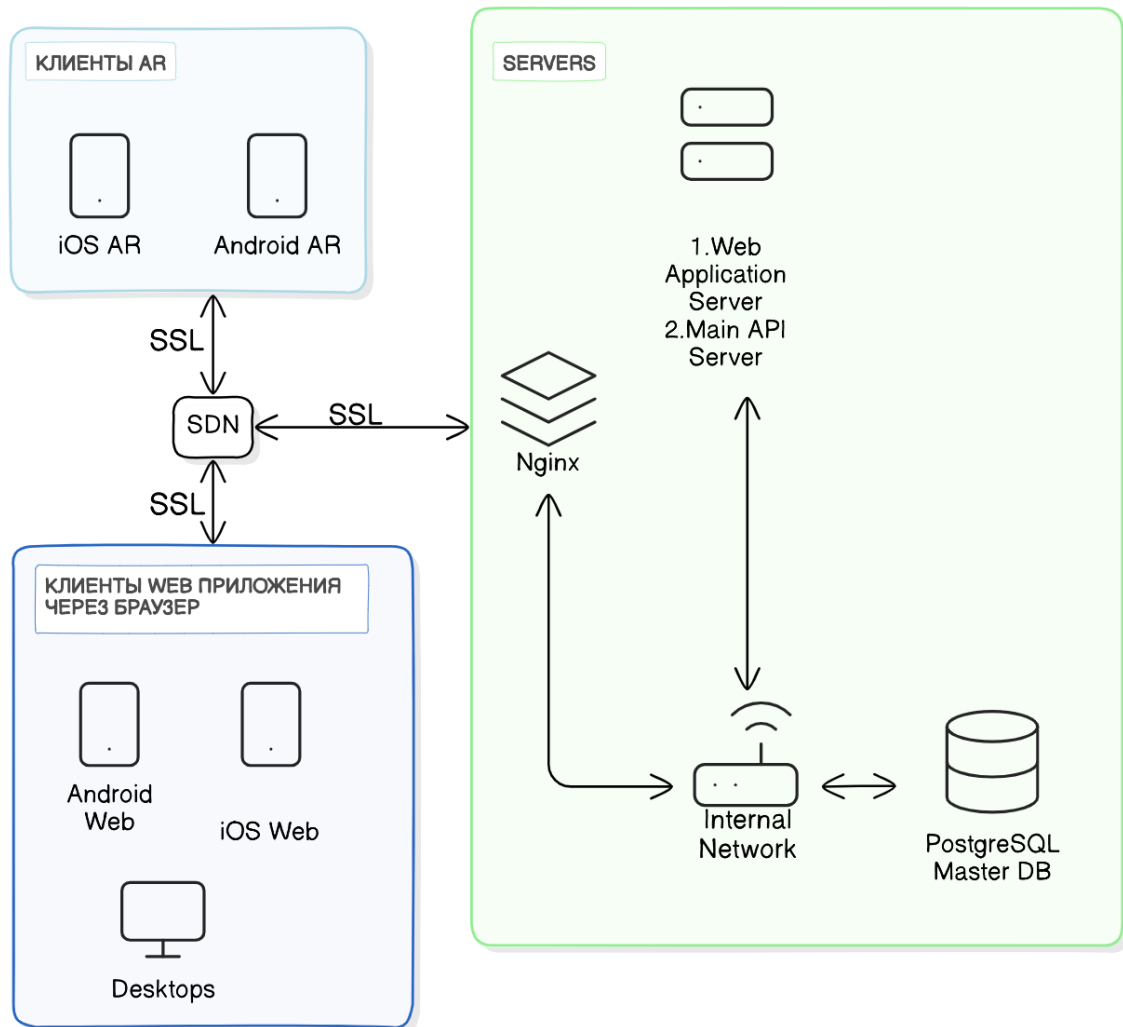 КЛИЕНТЫ AR
iOS AR
Android AR
SSL
SDN
SSL
SSL
КЛИЕНТЫ WEB ПРИЛОЖЕНИЯ
ЧЕРЕЗ БРАУЗЕР
Android
Web
iOS Web
Desktops
SERVERS
1.Web
Application
Server
2.Main API
Server
Nginx
Internal
Network
PostgreSQL
Master DB